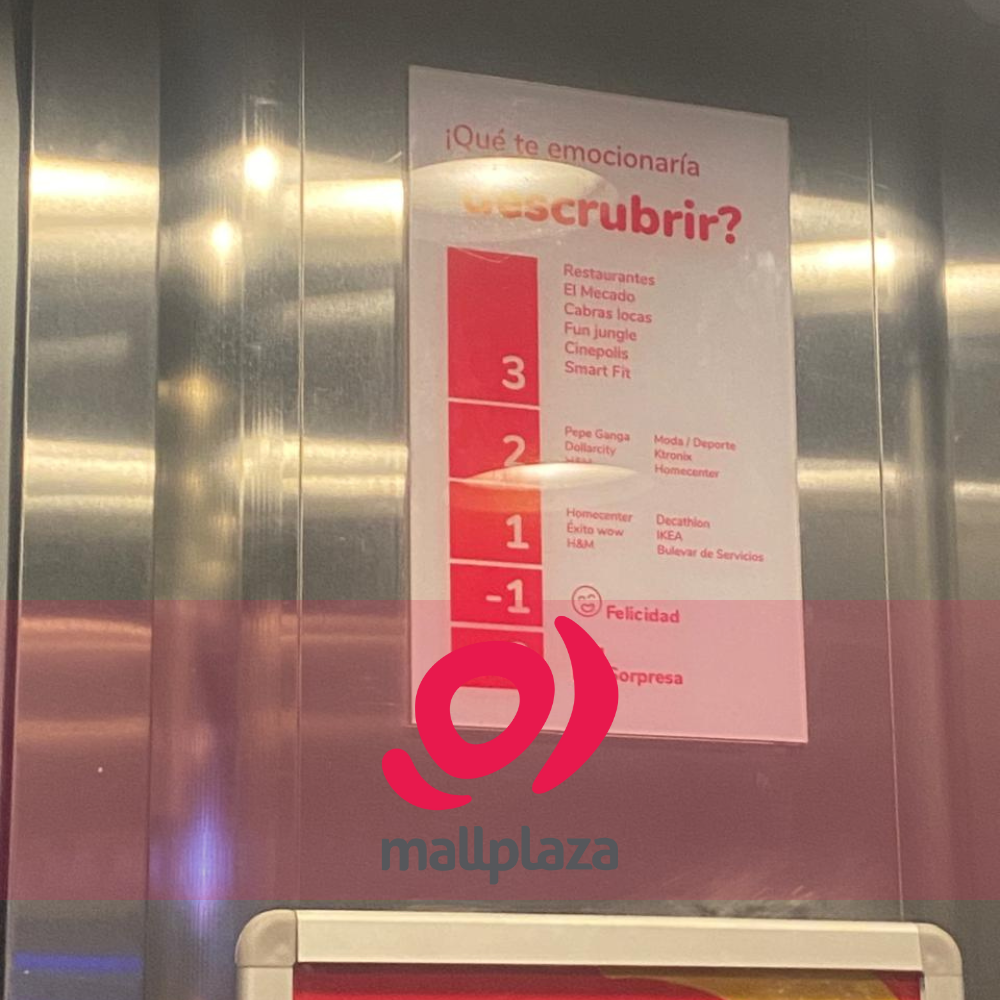 ¡Qué te emocionaría
descrubrir?
3
Restaurantes
El Mecado
Cabras locas
Fun jungle
Cinepolis
Smart Fit
2
Pepe Ganga
Dollarcity
H&M
Moda / Deporte
Ktronix
Homecenter
1
Homecenter
Éxito wow
H&M
Decathlon
IKEA
Bulevar de Servicios
-1
Felicidad
Sorpresa
mallplaza